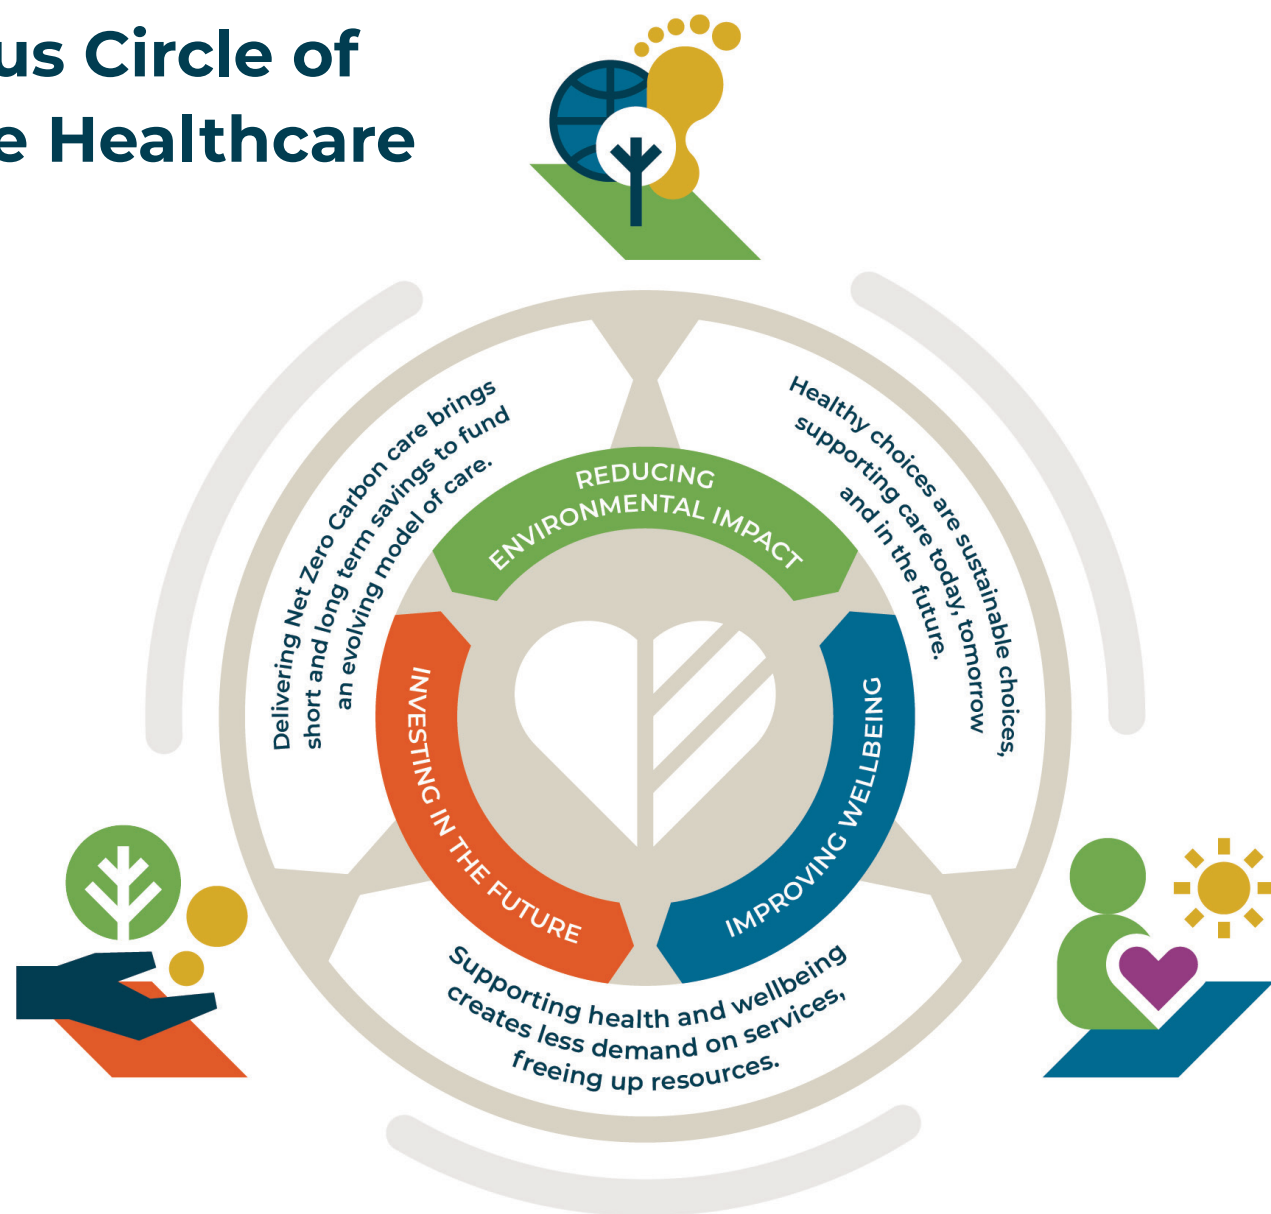 us Circle of
e Healthcare
REDUCING
ENVIRONMENTAL IMPACT
Healthy choices are sustainable choices,
supporting care today, tomorrow
and in the future.
IMPROVING WELLBEING
Supporting health and wellbeing
creates less demand on services,
freeing up resources.
INVESTING IN THE FUTURE
Delivering Net Zero Carbon care brings
short and long term savings to fund
an evolving model of care.